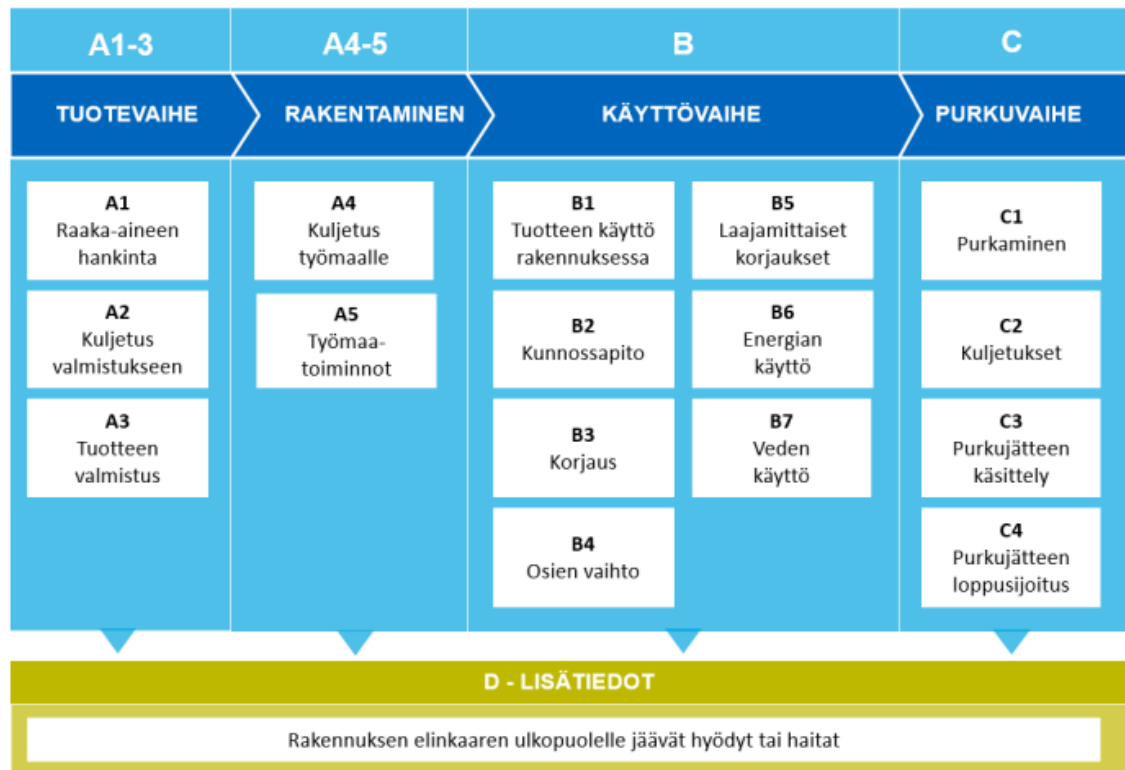 A1-3
A4-5
B
C
TUOTEVAIHE
RAKENTAMINEN
KÄYTTÖVAIHE
PURKUVAIHE
A1
Raaka-aineen
hankinta
A2
Kuljetus
valmistukseen
A3
Tuotteen
valmistus
A4
Kuljetus
työmaalle
A5
Työmaa-
toiminnot
B1
Tuotteen käyttö
rakennuksessa
B2
Kunnossapito
B3
Korjaus
B4
Osien vaihto
B5
Laajamittaiset
korjaukset
B6
Energian
käyttö
B7
Veden
käyttö
C1
Purkaminen
C2
Kuljetukset
C3
Purkujätteen
käsittely
C4
Purkujätteen
loppusijoitus
D - LISÄTIEDOT
Rakennuksen elinkaaren ulkopuolelle jäävät hyödyt tai haitat